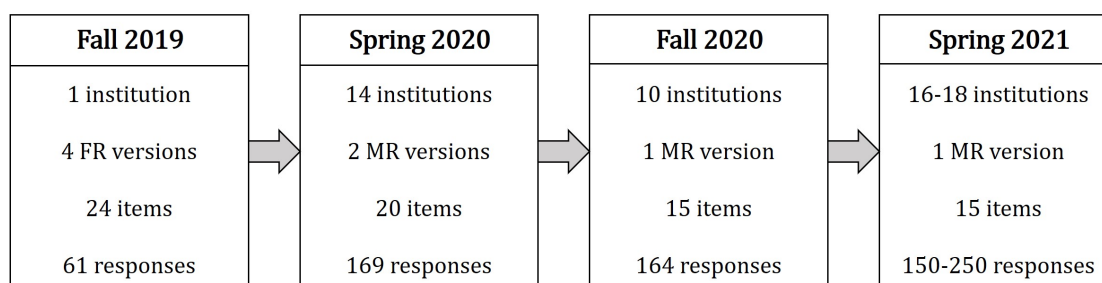 Fall 2019
1 institution
4 FR versions
24 items
61 responses
Spring 2020
14 institutions
2 MR versions
20 items
169 responses
Fall 2020
10 institutions
1 MR version
15 items
164 responses
Spring 2021
16-18 institutions
1 MR version
15 items
150-250 responses